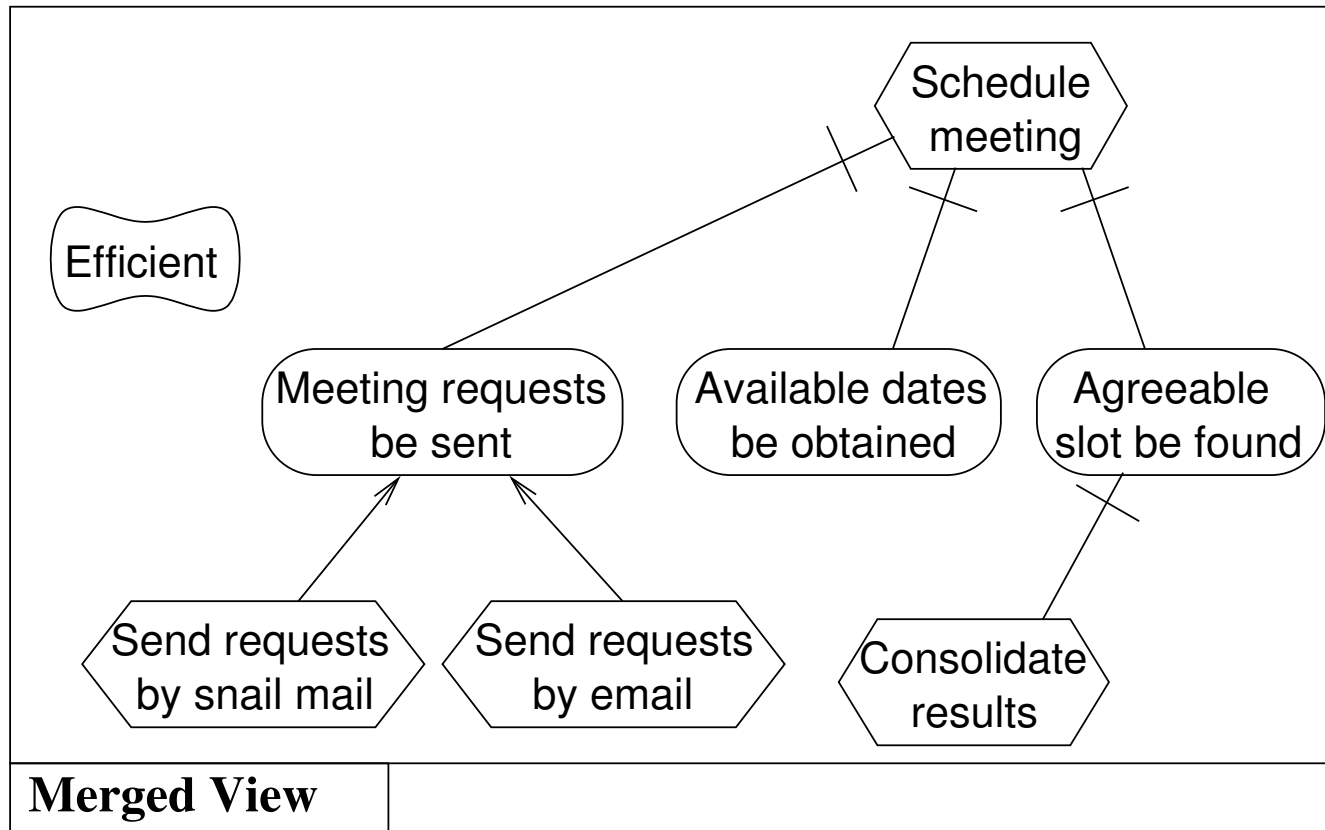 Schedule
meeting
Efficient
Meeting requests
be sent
Available dates
be obtained
Agreeable
slot be found
Send requests
by snail mail
Send requests
by email
Consolidate
results
Merged View